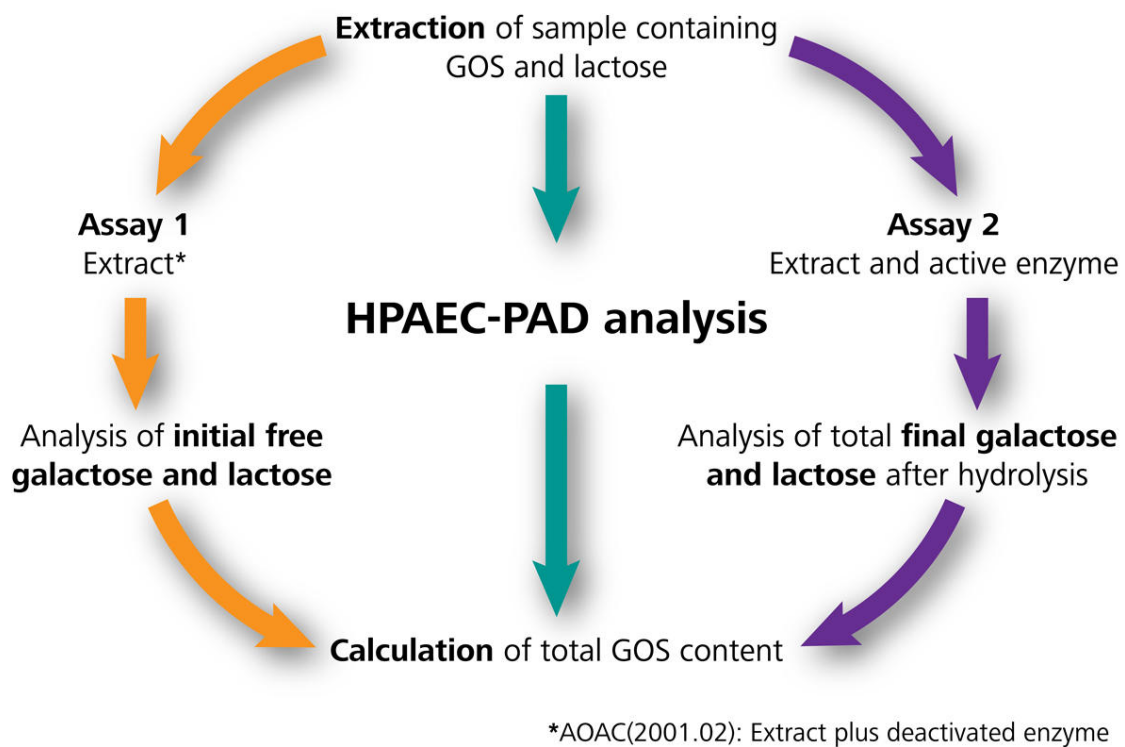 Extraction of sample containing
GOS and lactose
Assay 1
Extract*
Assay 2
Extract and active enzyme
HPAEC-PAD analysis
Analysis of initial free
galactose and lactose
Analysis of total final galactose
and lactose after hydrolysis
Calculation of total GOS content
*AOAC(2001.02): Extract plus deactivated enzyme